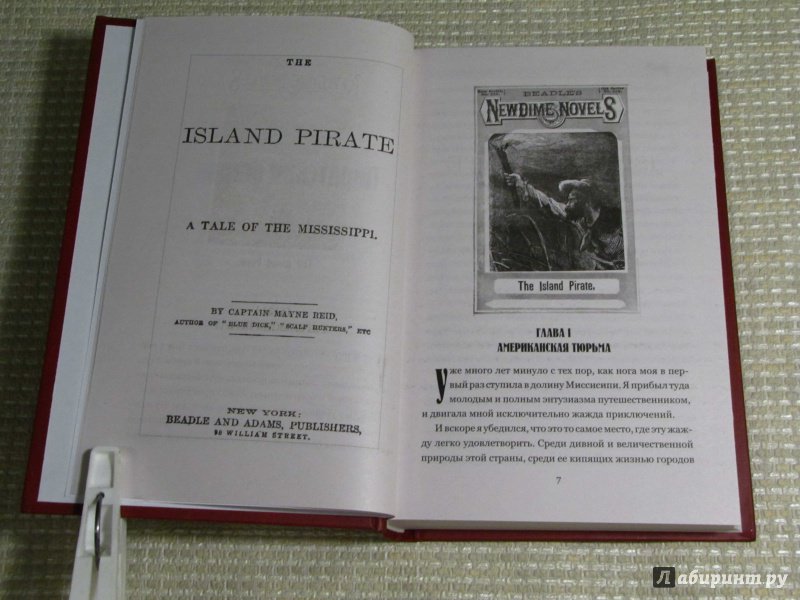 THE
ISLAND PIRATE
A TALE OF THE MISSISSIPPI.
BY CAPTAIN MAYNE REID,
AUTHOR OF "BLUE DICK," "SCALP HUNTERS," ETC
NEW YORK:
BEADLE AND ADAMS, PUBLISHERS,
98 WILLIAM STREET.
BEADLE'S
NEW DIME NOVELS
The Island Pirate.
ГЛАВА I
АМЕРИКАНСКАЯ ТЮРЬМА
Уже много лет минуло с тех пор, как нога моя в пер-
вый раз ступила в долину Миссисипи. Я прибыл туда
молодым и полным энтузиазма путешественником,
и двигала мной исключительно жажда приключений.
И вскоре я убедился, что это то самое место, где эту жаж-
ду легко удовлетворить. Среди дивной и величественной
природы этой страны, среди ее кипящих жизнью городов
7
Лабиринт.ру